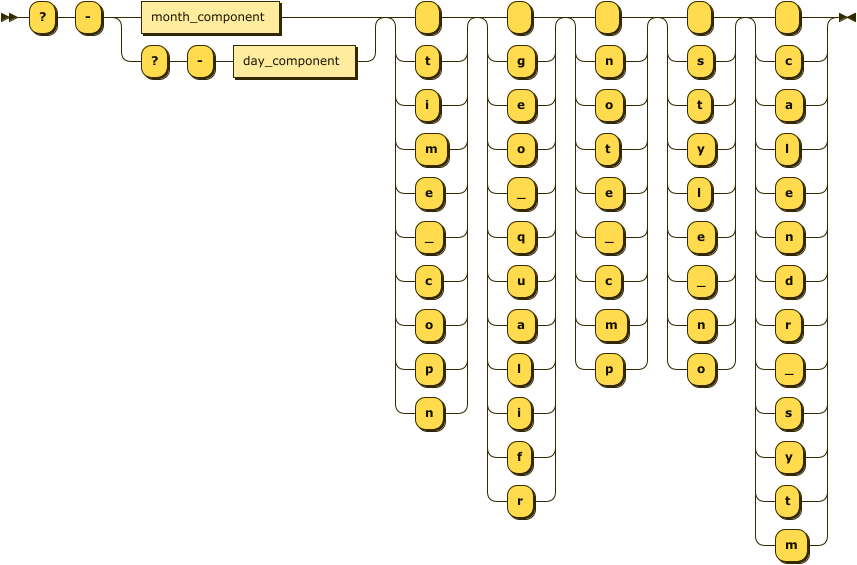 ? - month_component
? - day_component
t g n s c
i e o t a
m o t y l
e _ e l e
_ q _ e n
c u c _ d
o a m n r
p l p o _
n i s
f y
r t
m